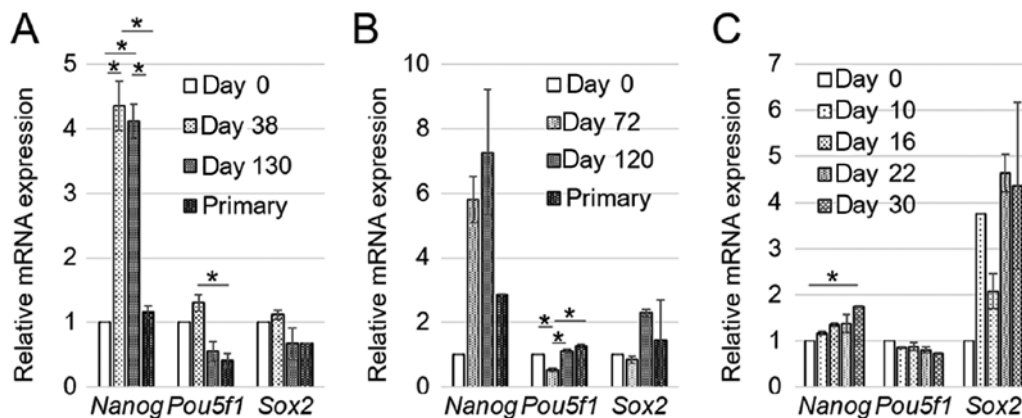 A
Relative mRNA expression
5
4
3
2
1
0
* * * * *
Day 0
Day 38
Day 130
Primary
Nanog Pou5f1 Sox2
B
Relative mRNA expression
10
8
6
4
2
0
* * *
Day 0
Day 72
Day 120
Primary
Nanog Pou5f1 Sox2
C
Relative mRNA expression
7
6
5
4
3
2
1
0
*
Day 0
Day 10
Day 16
Day 22
Day 30
Nanog Pou5f1 Sox2